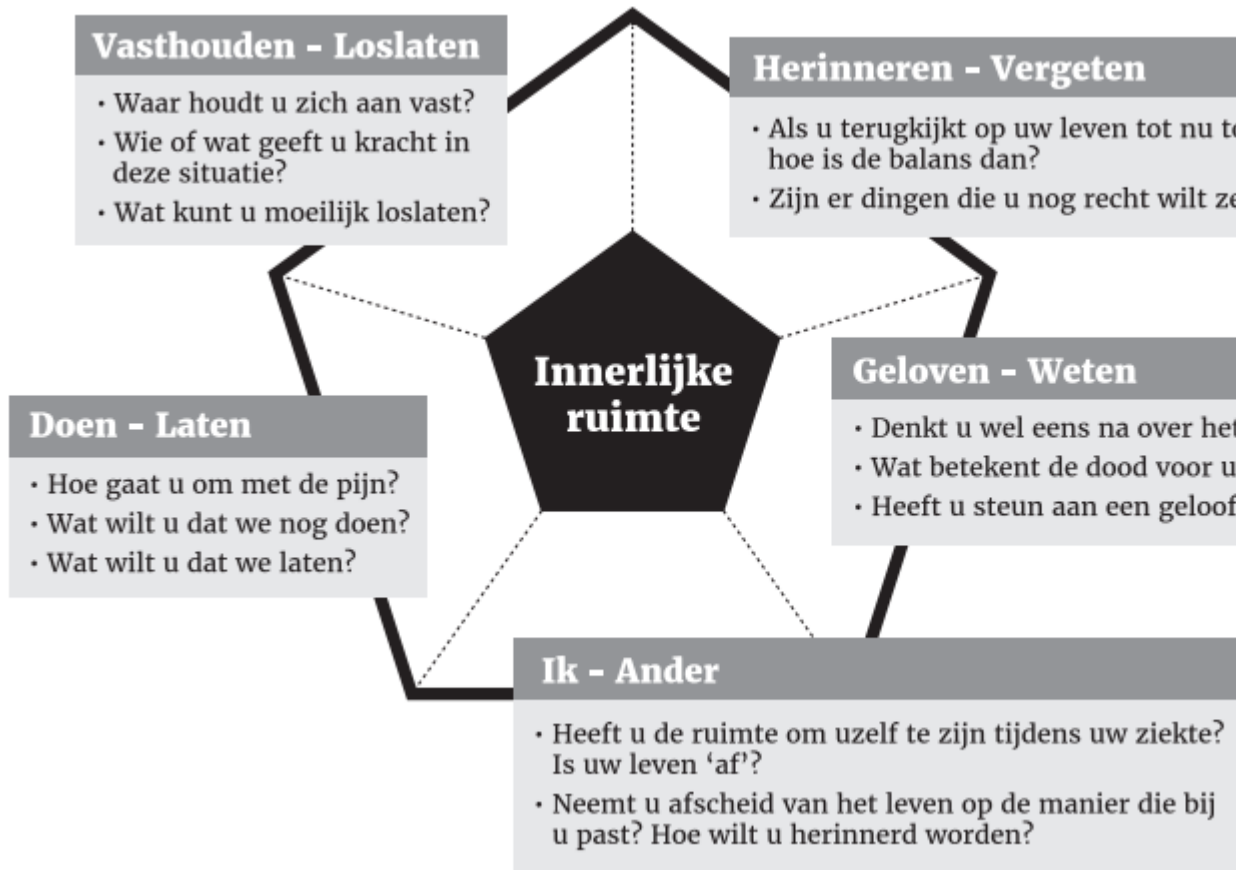 Vasthouden - Loslaten
• Waar houdt u zich aan vast?
• Wie of wat geeft u kracht in
deze situatie?
• Wat kunt u moeilijk loslaten?
Herinneren - Vergeten
• Als u terugkijkt op uw leven tot nu
hoe is de balans dan?
• Zijn er dingen die u nog recht wilt
Innerlijke
ruimte
Geloven - Weten
• Denkt u wel eens na over het
• Wat betekent de dood voor u
• Heeft u steun aan een geloof
Doen - Laten
• Hoe gaat u om met de pijn?
• Wat wilt u dat we nog doen?
• Wat wilt u dat we laten?
Ik - Ander
• Heeft u de ruimte om uzelf te zijn tijdens uw ziekte?
Is uw leven ‘af’?
• Neemt u afscheid van het leven op de manier die bij
u past? Hoe wilt u herinnerd worden?